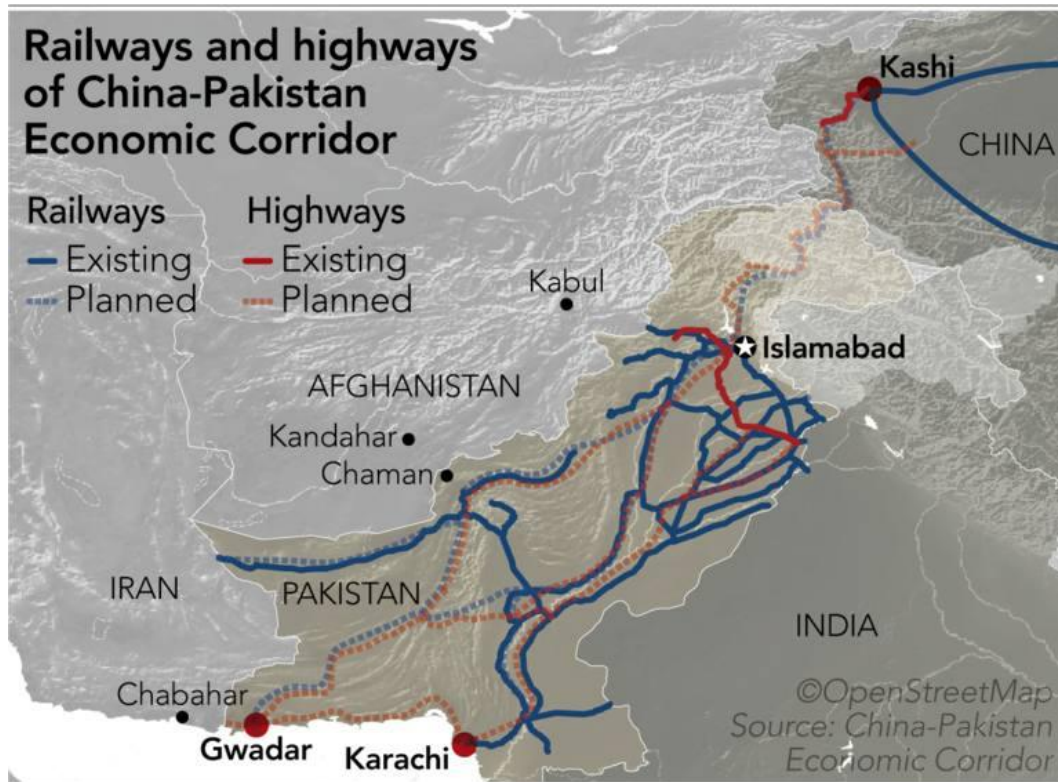 Railways and highways
of China-Pakistan
Economic Corridor
Railways
Highways
Existing
Existing
Planned
Planned
Kashi
CHINA
Kabul
Islamabad
AFGHANISTAN
Kandahar
Chaman
IRAN
PAKISTAN
INDIA
Chabahar
Gwadar
Karachi
©OpenStreetMap
Source: China-Pakistan
Economic Corridor